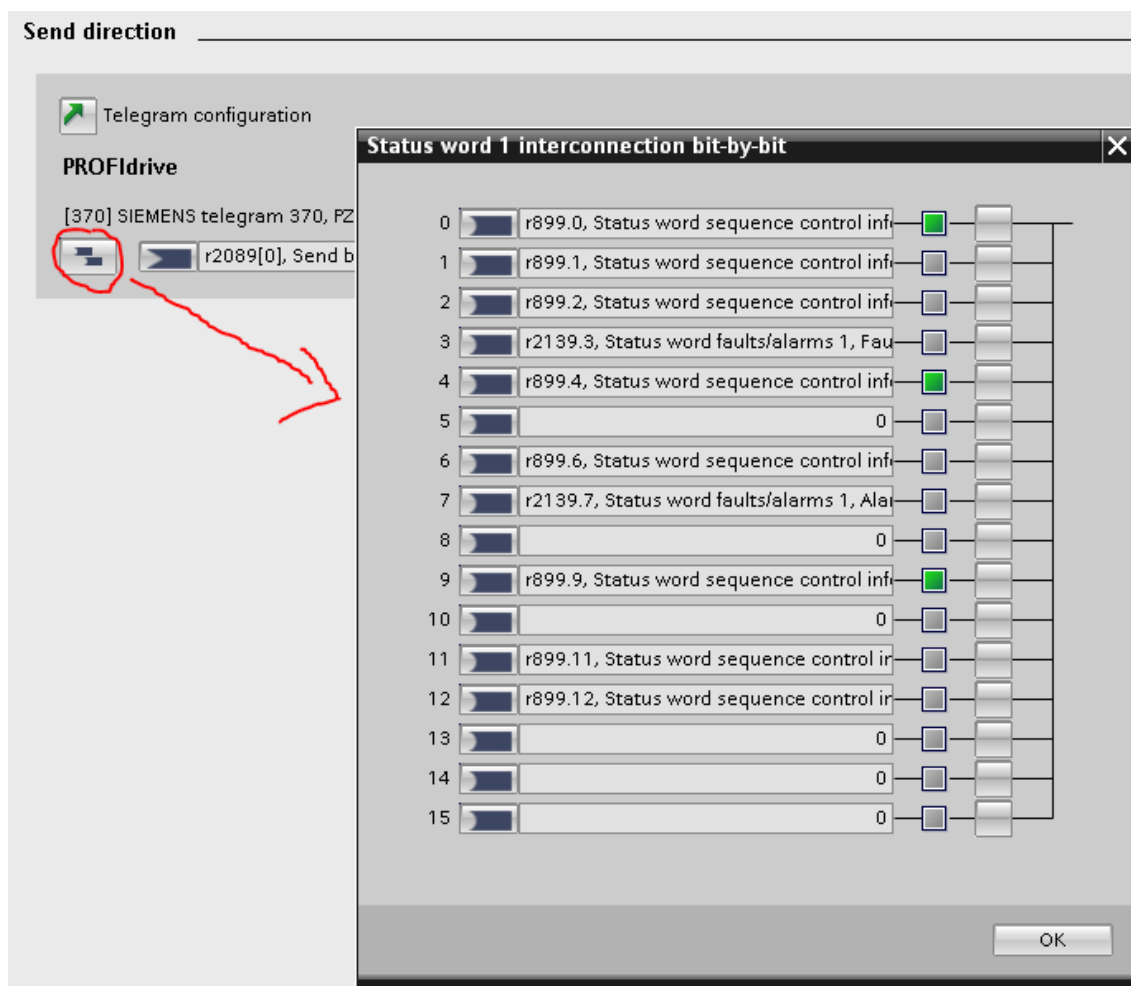 Send direction
Telegram configuration
PROFIdrive
[370] SIEMENS telegram 370, PZ
r2089[0], Send b
Status word 1 interconnection bit-by-bit
0 r899.0, Status word sequence control inf
1 r899.1, Status word sequence control inf
2 r899.2, Status word sequence control inf
3 r2139.3, Status word faults/alarms 1, Fau
4 r899.4, Status word sequence control inf
5 0
6 r899.6, Status word sequence control inf
7 r2139.7, Status word faults/alarms 1, Ala
8 0
9 r899.9, Status word sequence control inf
10 0
11 r899.11, Status word sequence control ir
12 r899.12, Status word sequence control ir
13 0
14 0
15 0
OK